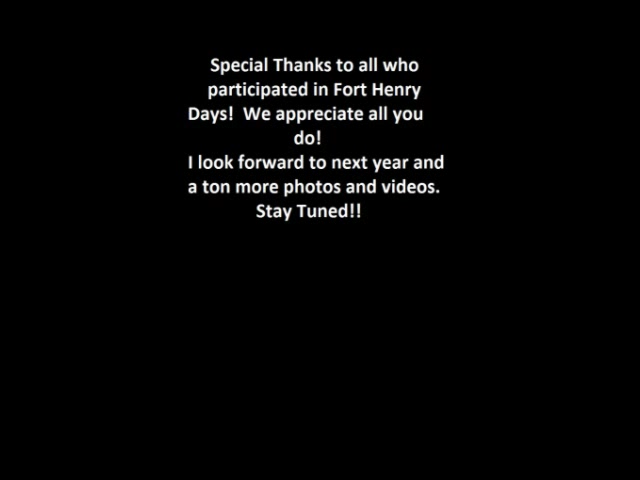 Special Thanks to all who
participated in Fort Henry
Days!  We appreciate all you
do!
I look forward to next year and
a ton more photos and videos.
Stay Tuned!!